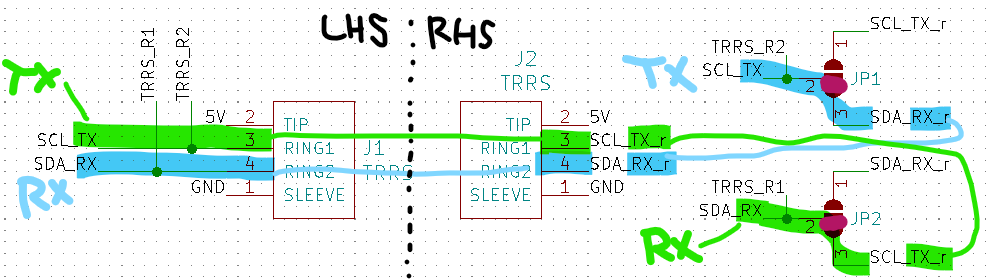 LHS : RHS
SCL_TX_r
J2
TRRS
TRRS_R1
TRRS_R2
TX
TRRS_R2
SCL_TX
1
2
JP1
3
SDA_RX_r
TX
5V 2 TIP
SCL_TX 3 RING1
SDA_RX 4 RING2
GND 1 SLEEVE
J1
TRRS
RX
TIP 2 5V
RING1 3 SCL_TX_r
RING2 4 SDA_RX_r
SLEEVE 1 GND
SDA_RX_r
TRRS_R1
SDA_RX
1
2
JP2
3
SCL_TX_r
RX